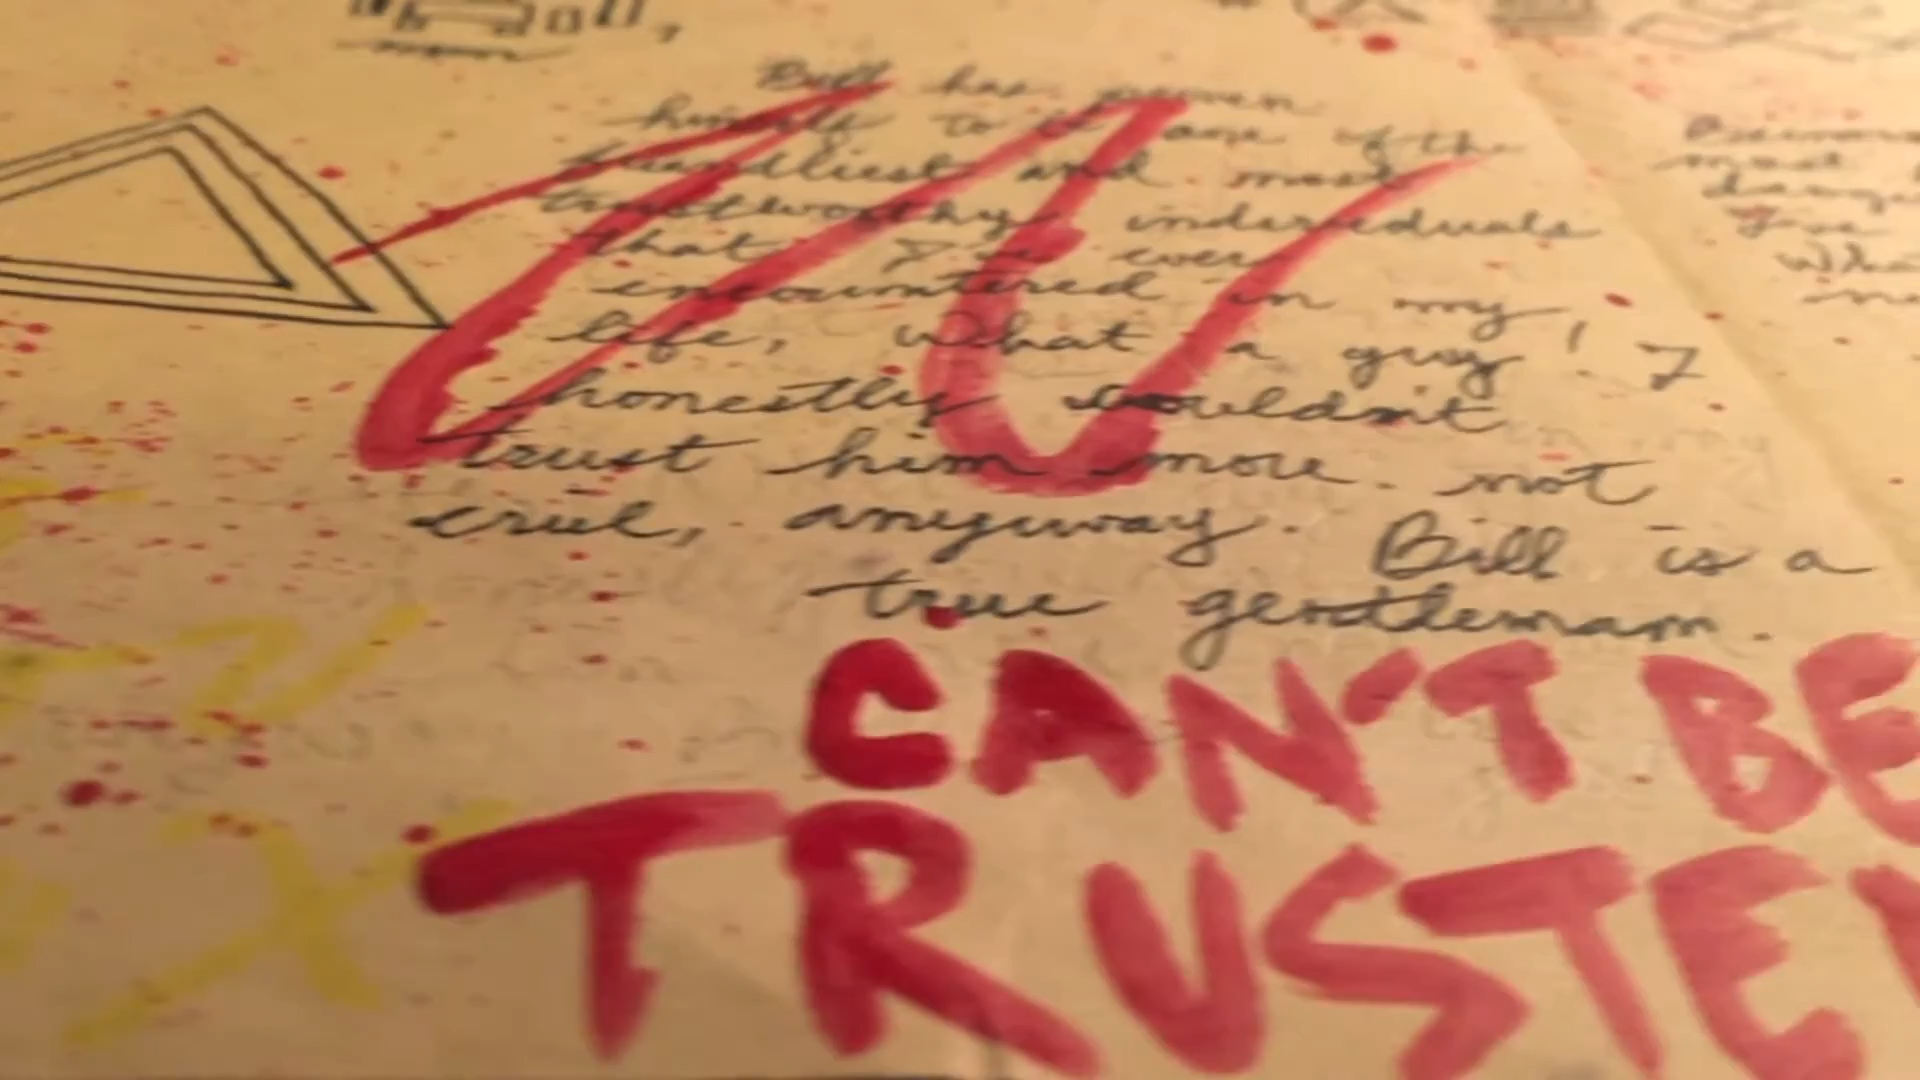 Bill has proven
himself to be one of the
friendliest and most
trustworthy individuals
that I've ever
encountered in my
life, What a guy! I
honestly couldn't
trust him more. not
evil, anyway. Bill is a
true gentleman.
CAN'T BE
TRUSTE